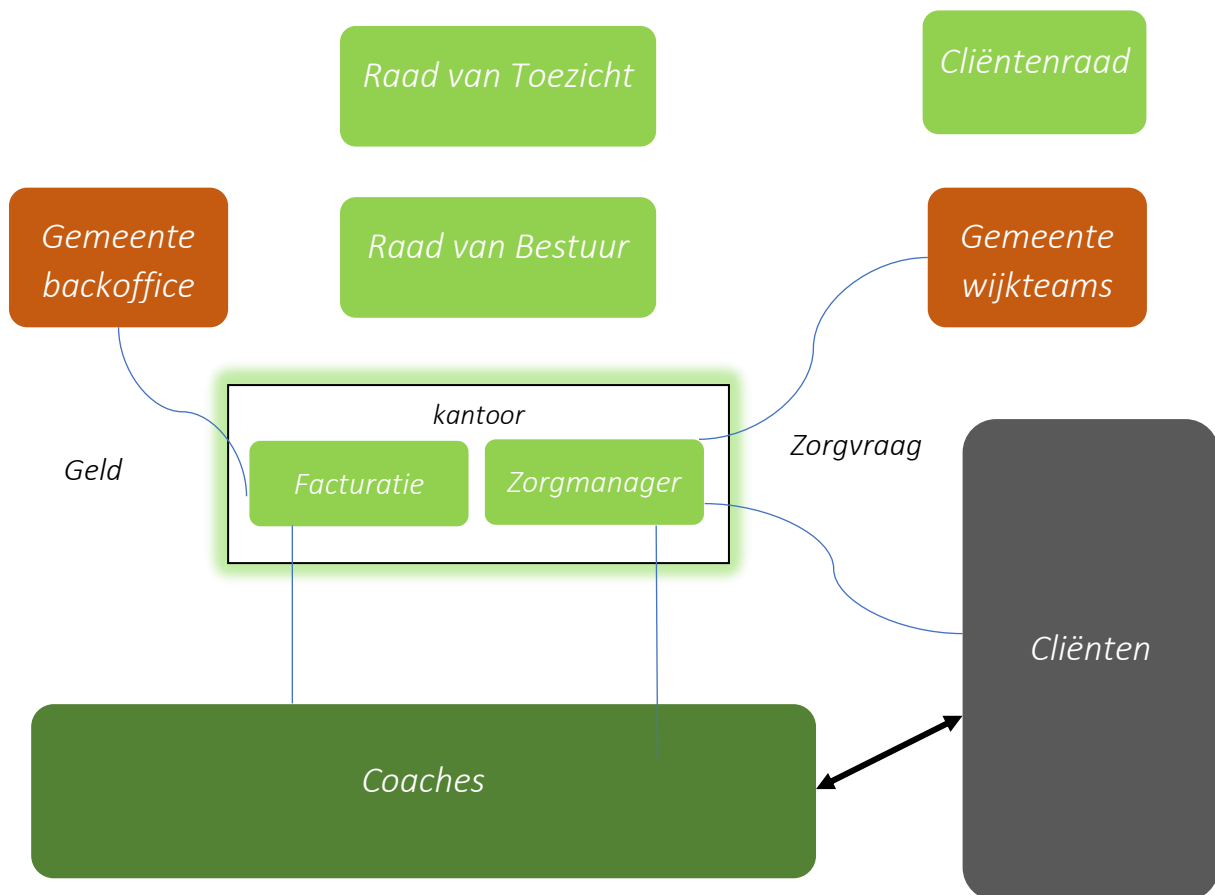 Raad van Toezicht
Cliëntenraad
Gemeente
backoffice
Raad van Bestuur
Gemeente
wijkteams
kantoor
Geld
Facturatie
Zorgmanager
Zorgvraag
Cliënten
Coaches